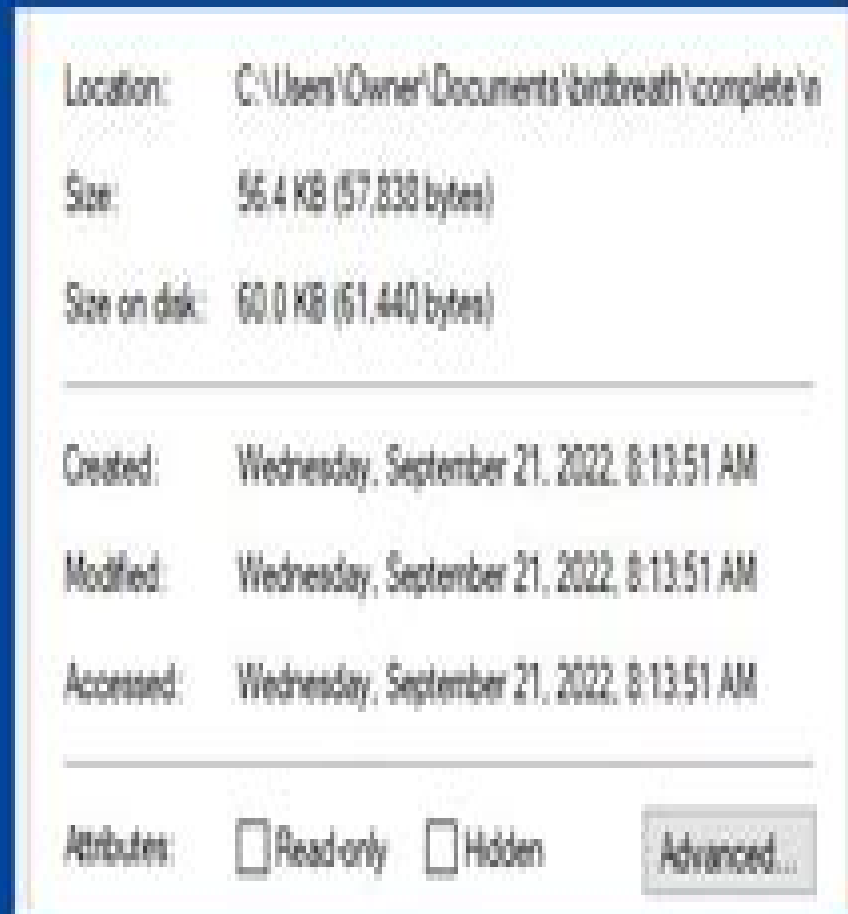 Location: C:\Users\Owner\Documents\birdbreath\complete\n
Size: 56.4 KB (57,838 bytes)
Size on disk: 60.0 KB (61,440 bytes)
Created: Wednesday, September 21, 2022, 8:13:51 AM
Modified: Wednesday, September 21, 2022, 8:13:51 AM
Accessed: Wednesday, September 21, 2022, 8:13:51 AM
Attributes: Read-only Hidden Advanced...